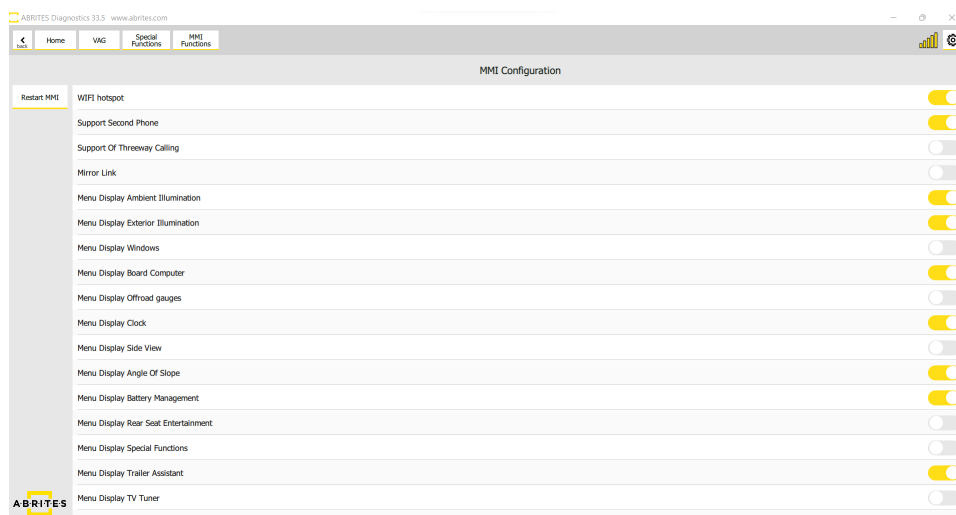 ABRITES Diagnostics 33.5 www.abrites.com
back
Home
VAG
Special
Functions
MMI
Functions
MMI Configuration
Restart MMI
WIFI hotspot
Support Second Phone
Support Of Threeway Calling
Mirror Link
Menu Display Ambient Illumination
Menu Display Exterior Illumination
Menu Display Windows
Menu Display Board Computer
Menu Display Offroad gauges
Menu Display Clock
Menu Display Side View
Menu Display Angle Of Slope
Menu Display Battery Management
Menu Display Rear Seat Entertainment
Menu Display Special Functions
Menu Display Trailer Assistant
Menu Display TV Tuner
A·B·R·I·T·E·S